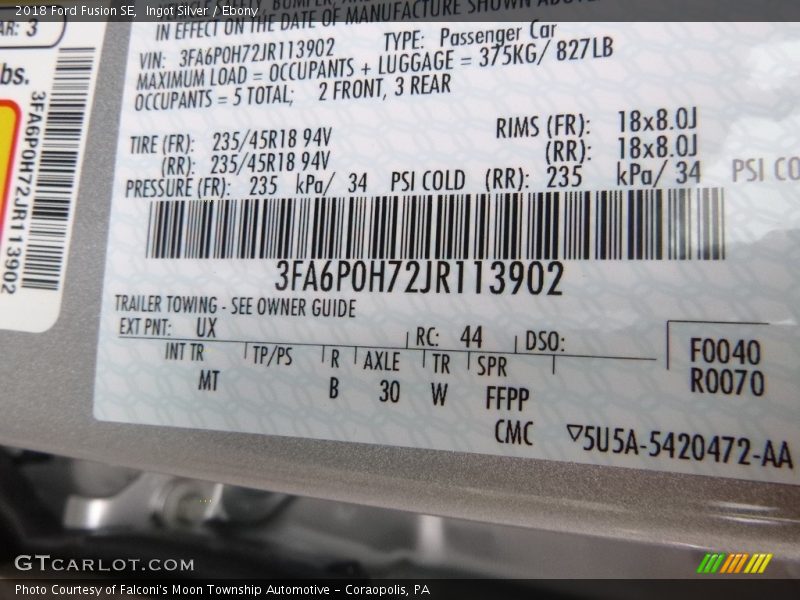 2018 Ford Fusion SE, Ingot Silver / Ebony
BUMPER, AND
IN EFFECT ON THE DATE OF MANUFACTURE SHOWN ABOVE
VIN: 3FA6P0H72JR113902 TYPE: Passenger Car
MAXIMUM LOAD = OCCUPANTS + LUGGAGE = 375KG/ 827LB
OCCUPANTS = 5 TOTAL; 2 FRONT, 3 REAR
TIRE (FR): 235/45R18 94V RIMS (FR): 18x8.0J
(RR): 235/45R18 94V (RR): 18x8.0J
PRESSURE (FR): 235 kPa/ 34 PSI COLD (RR): 235 kPa/ 34 PSI CO
3FA6P0H72JR113902
TRAILER TOWING - SEE OWNER GUIDE
EXT PNT: UX RC: 44 DSO: F0040
INT TR TP/PS R AXLE TR SPR R0070
MT B 30 W FFPP
CMC ▽5U5A-5420472-AA
AR: 3
bs.
3FA6P0H72JR113902
GTCARLOT.COM
Photo Courtesy of Falconi's Moon Township Automotive - Coraopolis, PA